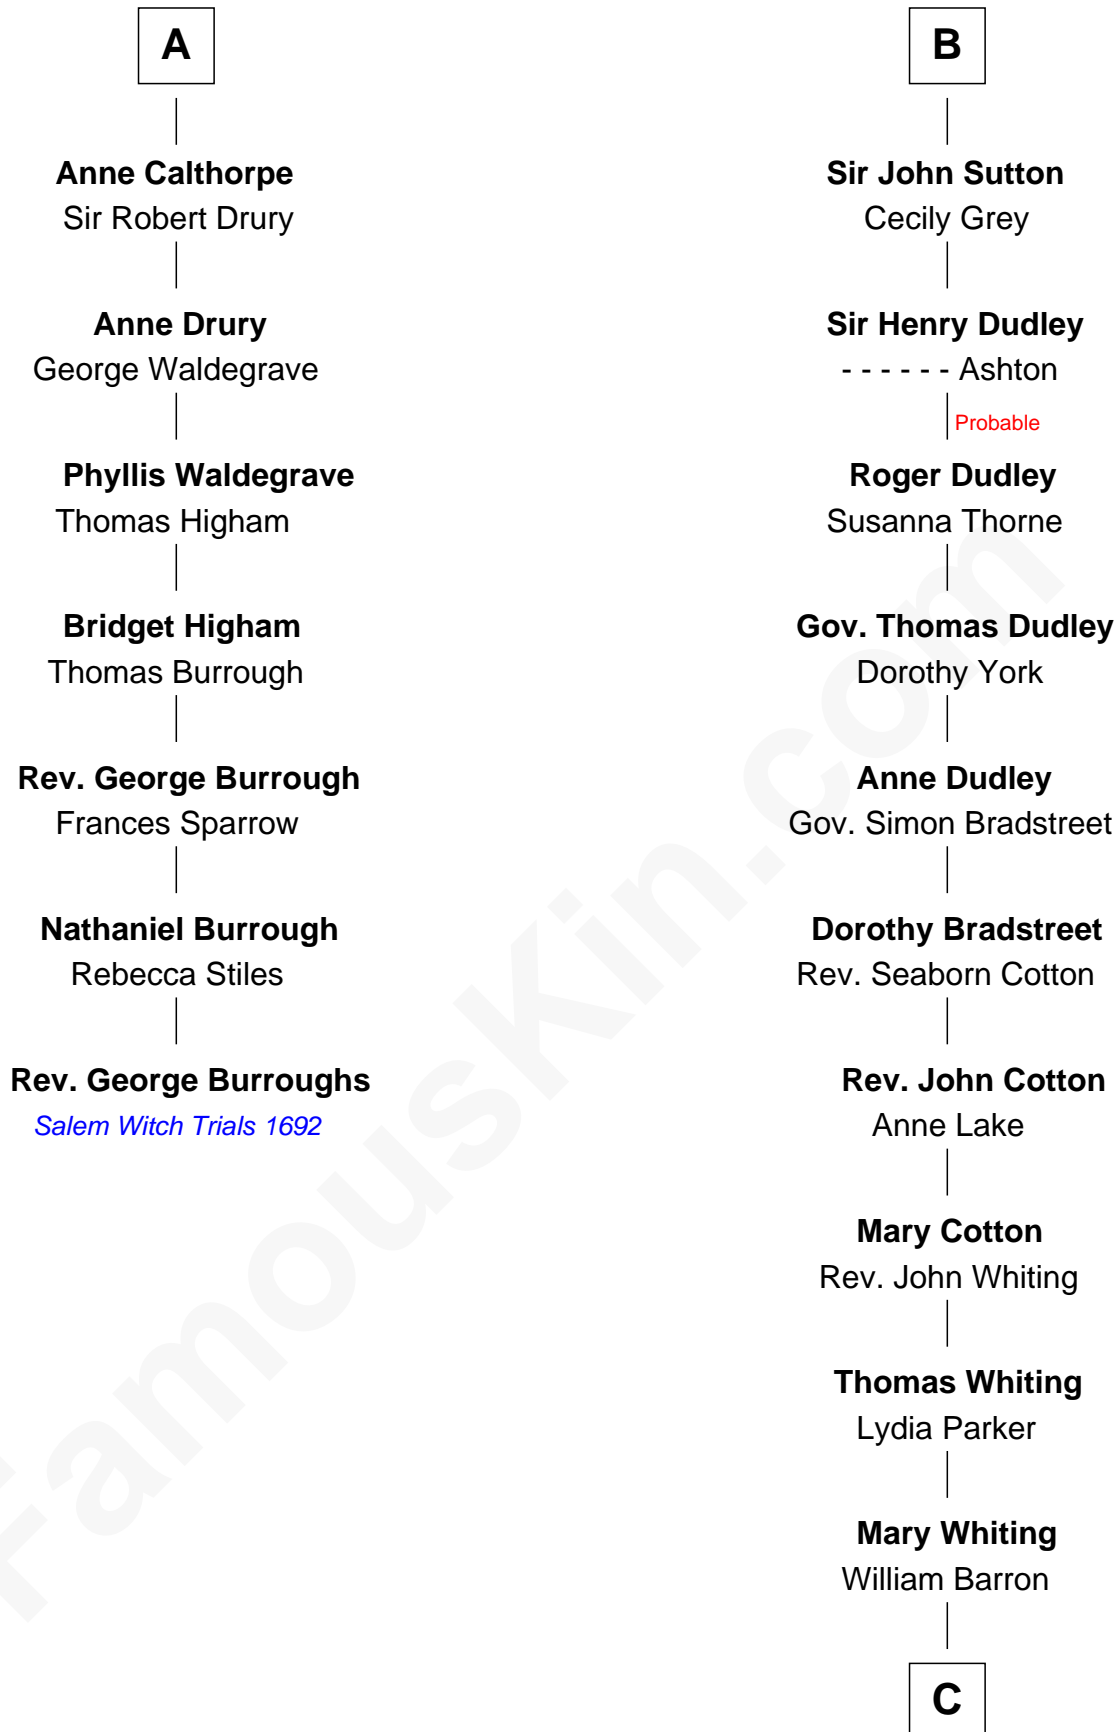 A
Anne Calthorpe
Sir Robert Drury
Anne Drury
George Waldegrave
Phyllis Waldegrave
Thomas Higham
Bridget Higham
Thomas Burrough
Rev. George Burrough
Frances Sparrow
Nathaniel Burrough
Rebecca Stiles
Rev. George Burroughs
Salem Witch Trials 1692
B
Sir John Sutton
Cecily Grey
Sir Henry Dudley
- - - - - - Ashton
Probable
Roger Dudley
Susanna Thorne
Gov. Thomas Dudley
Dorothy York
Anne Dudley
Gov. Simon Bradstreet
Dorothy Bradstreet
Rev. Seaborn Cotton
Rev. John Cotton
Anne Lake
Mary Cotton
Rev. John Whiting
Thomas Whiting
Lydia Parker
Mary Whiting
William Barron
C
FamousKin.com